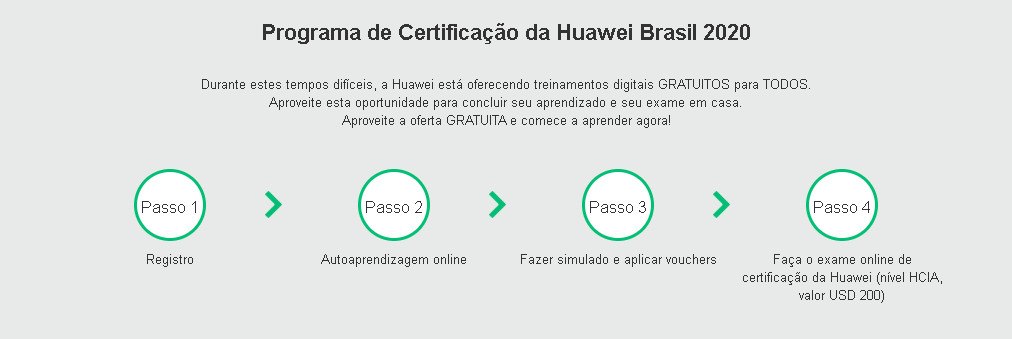 Programa de Certificação da Huawei Brasil 2020
Durante estes tempos difíceis, a Huawei está oferecendo treinamentos digitais GRATUITOS para TODOS.
Aproveite esta oportunidade para concluir seu aprendizado e seu exame em casa.
Aproveite a oferta GRATUITA e comece a aprender agora!
Passo 1
Passo 2
Passo 3
Passo 4
Registro
Autoaprendizagem online
Fazer simulado e aplicar vouchers
Faça o exame online de
certificação da Huawei (nível HCIA,
valor USD 200)